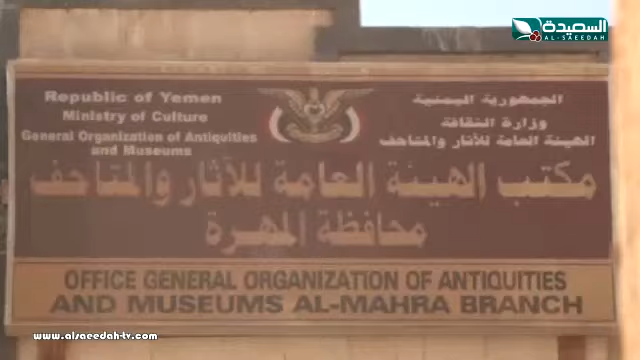 السعيدة
AL-SAEEDAH
Republic of Yemen
Ministry of Culture
General Organization of Antiquities
and Museums
الجمهورية اليمنية
وزارة الثقافة
الهيئة العامة للآثار والمتاحف
مكتب الهيئة العامة للآثار والمتاحف
محافظة المهرة
OFFICE GENERAL ORGANIZATION OF ANTIQUITIES
AND MUSEUMS AL-MAHRA BRANCH
www.alsaeedah-tv.com